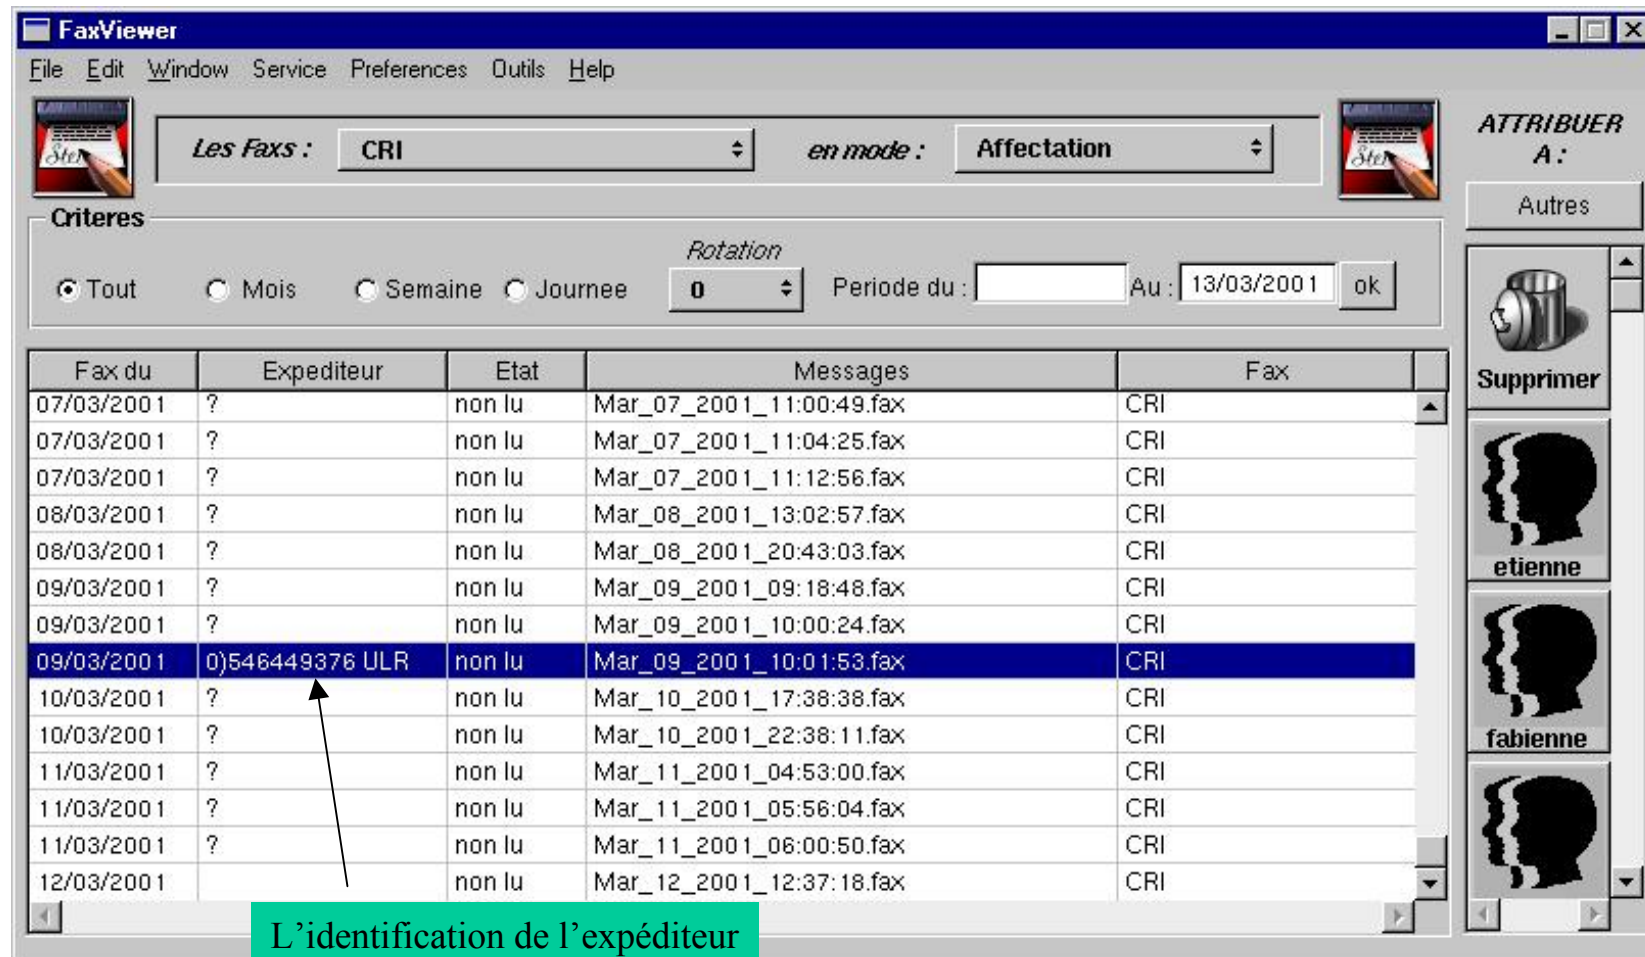 FaxViewer
File Edit Window Service Preferences Outils Help
Les Faxs : CRI en mode : Affectation
ATTRIBUER
A :
Autres
Criteres
Tout Mois Semaine Journee Rotation 0 Periode du : Au : 13/03/2001 ok
Supprimer
etienne
fabienne
Fax du Expediteur Etat Messages Fax
07/03/2001 ? non lu Mar_07_2001_11:00:49.fax CRI
07/03/2001 ? non lu Mar_07_2001_11:04:25.fax CRI
07/03/2001 ? non lu Mar_07_2001_11:12:56.fax CRI
08/03/2001 ? non lu Mar_08_2001_13:02:57.fax CRI
08/03/2001 ? non lu Mar_08_2001_20:43:03.fax CRI
09/03/2001 ? non lu Mar_09_2001_09:18:48.fax CRI
09/03/2001 ? non lu Mar_09_2001_10:00:24.fax CRI
09/03/2001 0)546449376 ULR non lu Mar_09_2001_10:01:53.fax CRI
10/03/2001 ? non lu Mar_10_2001_17:38:38.fax CRI
10/03/2001 ? non lu Mar_10_2001_22:38:11.fax CRI
11/03/2001 ? non lu Mar_11_2001_04:53:00.fax CRI
11/03/2001 ? non lu Mar_11_2001_05:56:04.fax CRI
11/03/2001 ? non lu Mar_11_2001_06:00:50.fax CRI
12/03/2001 non lu Mar_12_2001_12:37:18.fax CRI
L’identification de l’expéditeur